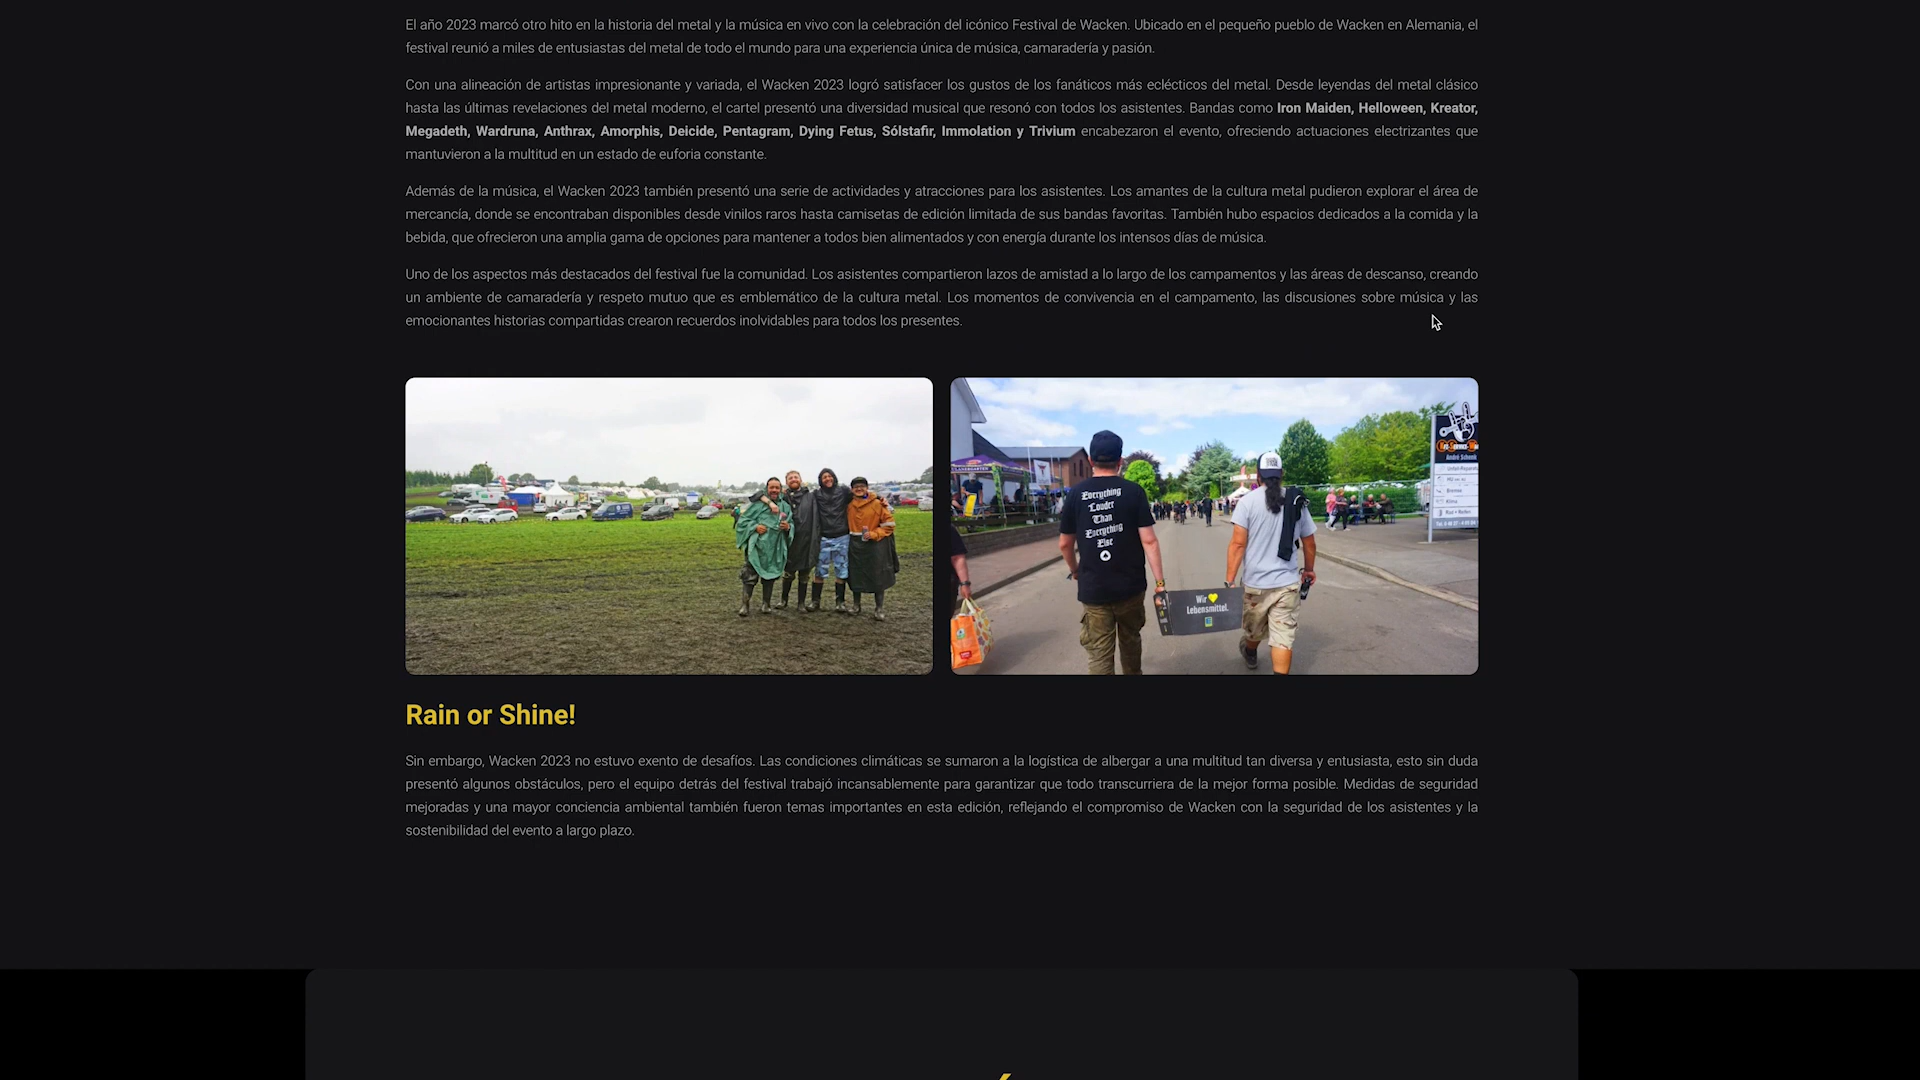 El año 2023 marcó otro hito en la historia del metal y la música en vivo con la celebración del icónico Festival de Wacken. Ubicado en el pequeño pueblo de Wacken en Alemania, el
festival reunió a miles de entusiastas del metal de todo el mundo para una experiencia única de música, camaradería y pasión.
Con una alineación de artistas impresionante y variada, el Wacken 2023 logró satisfacer los gustos de los fanáticos más eclécticos del metal. Desde leyendas del metal clásico
hasta las últimas revelaciones del metal moderno, el cartel presentó una diversidad musical que resonó con todos los asistentes. Bandas como Iron Maiden, Helloween, Kreator,
Megadeth, Wardruna, Anthrax, Amorphis, Deicide, Pentagram, Dying Fetus, Sólstafir, Immolation y Trivium encabezaron el evento, ofreciendo actuaciones electrizantes que
mantuvieron a la multitud en un estado de euforia constante.
Además de la música, el Wacken 2023 también presentó una serie de actividades y atracciones para los asistentes. Los amantes de la cultura metal pudieron explorar el área de
mercancía, donde se encontraban disponibles desde vinilos raros hasta camisetas de edición limitada de sus bandas favoritas. También hubo espacios dedicados a la comida y la
bebida, que ofrecieron una amplia gama de opciones para mantener a todos bien alimentados y con energía durante los intensos días de música.
Uno de los aspectos más destacados del festival fue la comunidad. Los asistentes compartieron lazos de amistad a lo largo de los campamentos y las áreas de descanso, creando
un ambiente de camaradería y respeto mutuo que es emblemático de la cultura metal. Los momentos de convivencia en el campamento, las discusiones sobre música y las
emocionantes historias compartidas crearon recuerdos inolvidables para todos los presentes.
Everything
Louder
Than
Everything
Else
Wir
Lebensmittel.
Rain or Shine!
Sin embargo, Wacken 2023 no estuvo exento de desafíos. Las condiciones climáticas se sumaron a la logística de albergar a una multitud tan diversa y entusiasta, esto sin duda
presentó algunos obstáculos, pero el equipo detrás del festival trabajó incansablemente para garantizar que todo transcurriera de la mejor forma posible. Medidas de seguridad
mejoradas y una mayor conciencia ambiental también fueron temas importantes en esta edición, reflejando el compromiso de Wacken con la seguridad de los asistentes y la
sostenibilidad del evento a largo plazo.